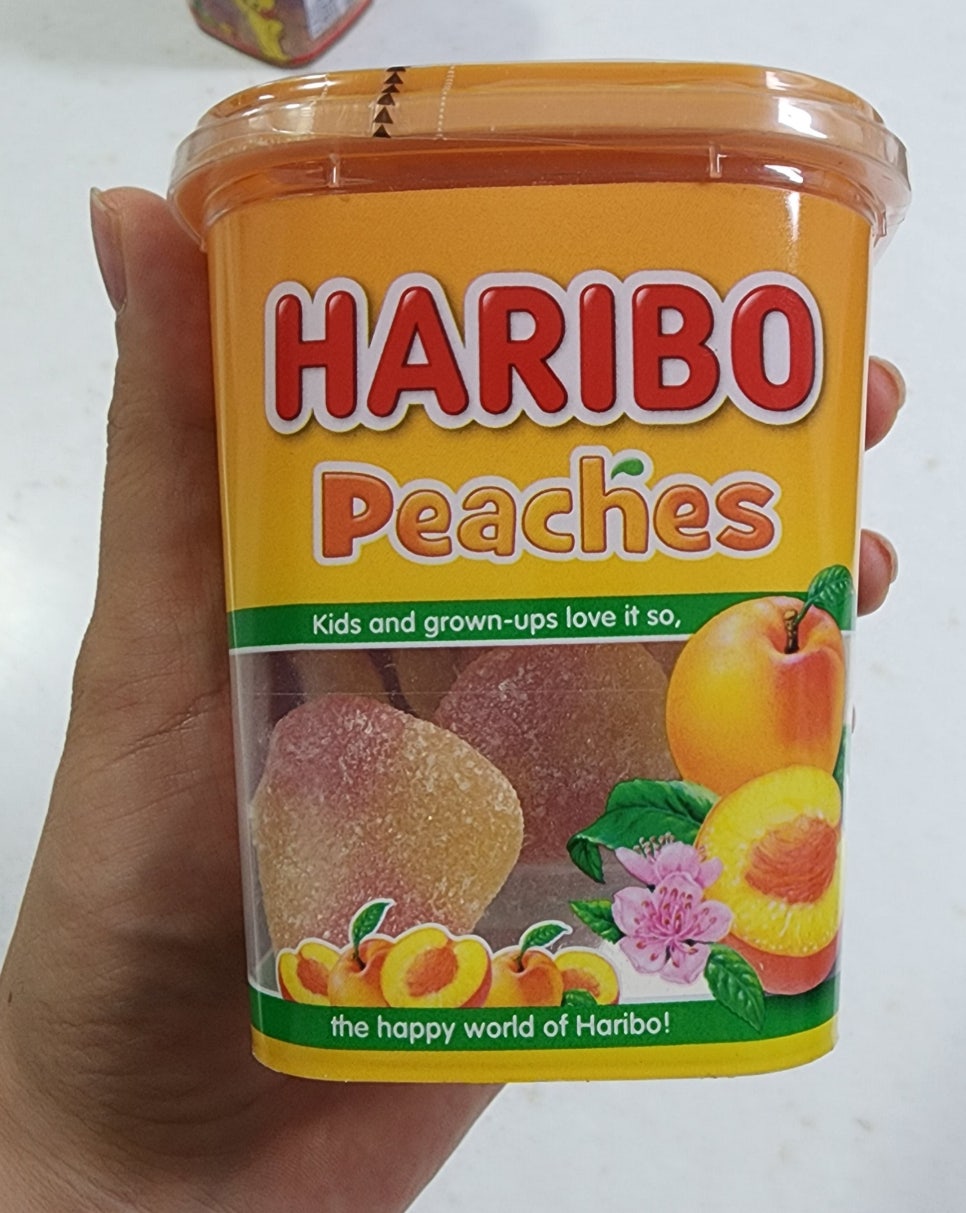 HARIBO
Peaches
Kids and grown-ups love it so,
the happy world of Haribo!